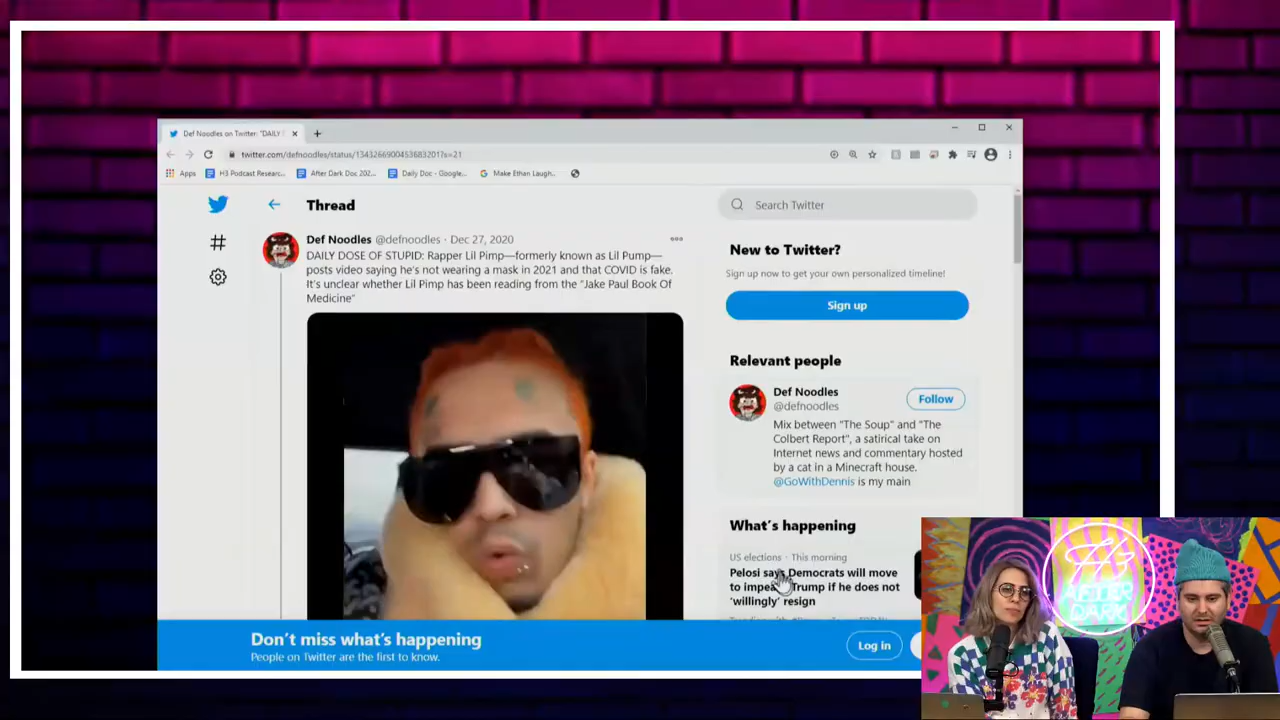 Def Noodles on Twitter: "DAILY
twitter.com/defnoodles/status/1343266900453683201?s=21
Apps
H3 Podcast Researc...
After Dark Doc 202...
Daily Doc - Google...
Make Ethan Laugh...
Thread
Search Twitter
Def Noodles @defnoodles · Dec 27, 2020
DAILY DOSE OF STUPID: Rapper Lil Pimp—formerly known as Lil Pump—
posts video saying he's not wearing a mask in 2021 and that COVID is fake.
It's unclear whether Lil Pimp has been reading from the "Jake Paul Book Of
Medicine"
New to Twitter?
Sign up now to get your own personalized timeline!
Sign up
Relevant people
Def Noodles
@defnoodles
Follow
Mix between "The Soup" and "The
Colbert Report", a satirical take on
Internet news and commentary hosted
by a cat in a Minecraft house.
@GoWithDennis is my main
What's happening
US elections · This morning
Pelosi says Democrats will move
to impeach Trump if he does not
'willingly' resign
Don't miss what's happening
People on Twitter are the first to know.
Log in
AFTER
DARK